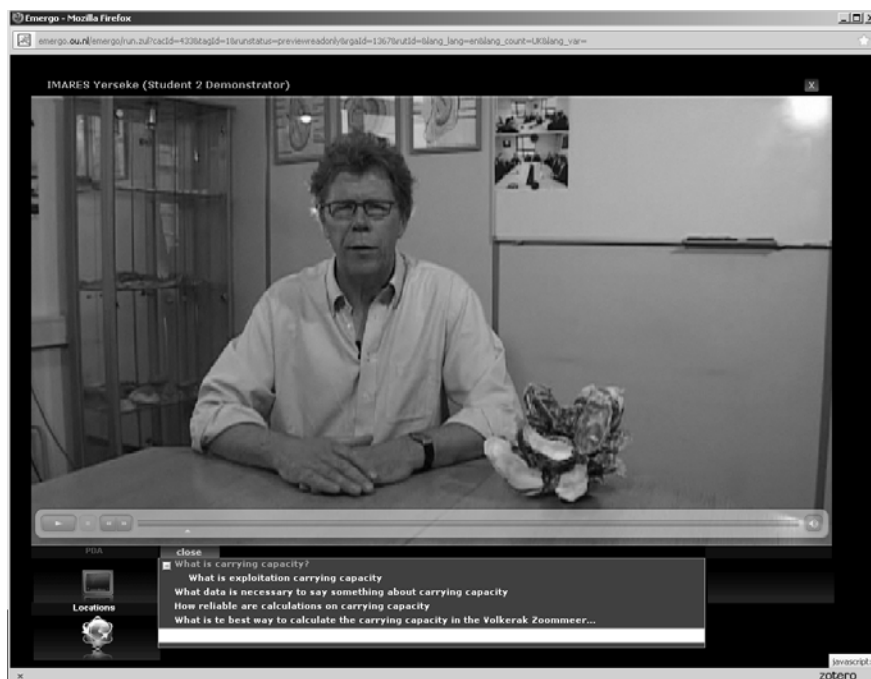 Emergo - Mozilla Firefox
emergo.ou.nl/emergo/run.zul?cacId=433&tagId=1&runstatus=previewreadonly&rgaId=1367&rutId=&lang_lang=en&lang_count=UK&lang_var=
IMARES Yerseke (Student 2 Demonstrator)
X
PDA
close
What is carrying capacity?
What is exploitation carrying capacity
What data is necessary to say something about carrying capacity
How reliable are calculations on carrying capacity
What is te best way to calculate the carrying capacity in the Volkerak Zoommeer...
Locations
javascript:
×
zotero